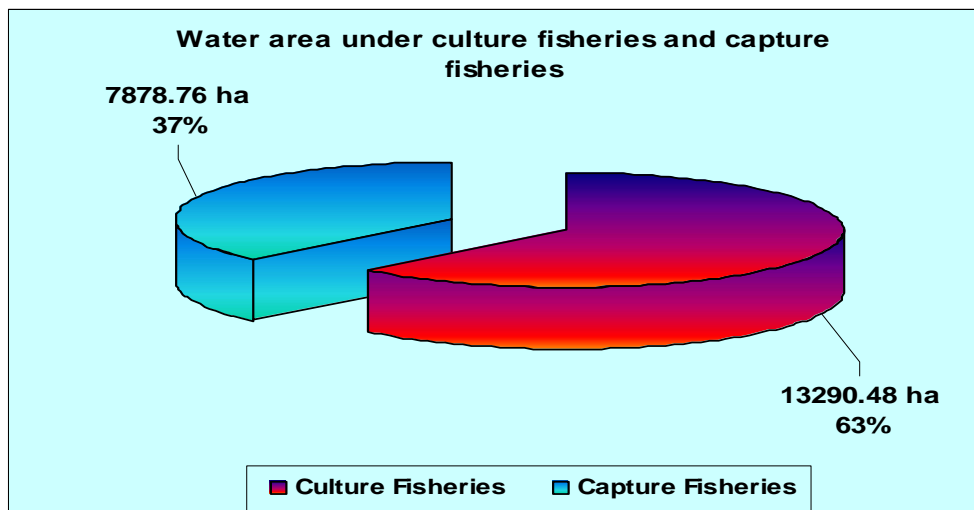 Water area under culture fisheries and capture
fisheries
7878.76 ha
37%
13290.48 ha
63%
Culture Fisheries
Capture Fisheries